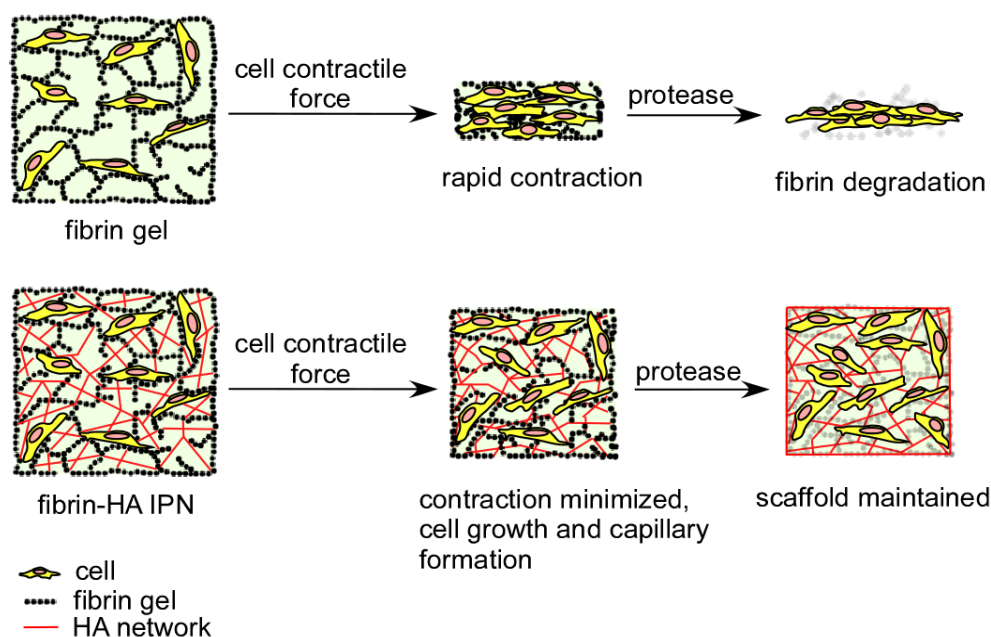 cell contractile
force
protease
rapid contraction
fibrin degradation
fibrin gel
cell contractile
force
protease
fibrin-HA IPN
contraction minimized,
cell growth and capillary
formation
scaffold maintained
cell
fibrin gel
HA network